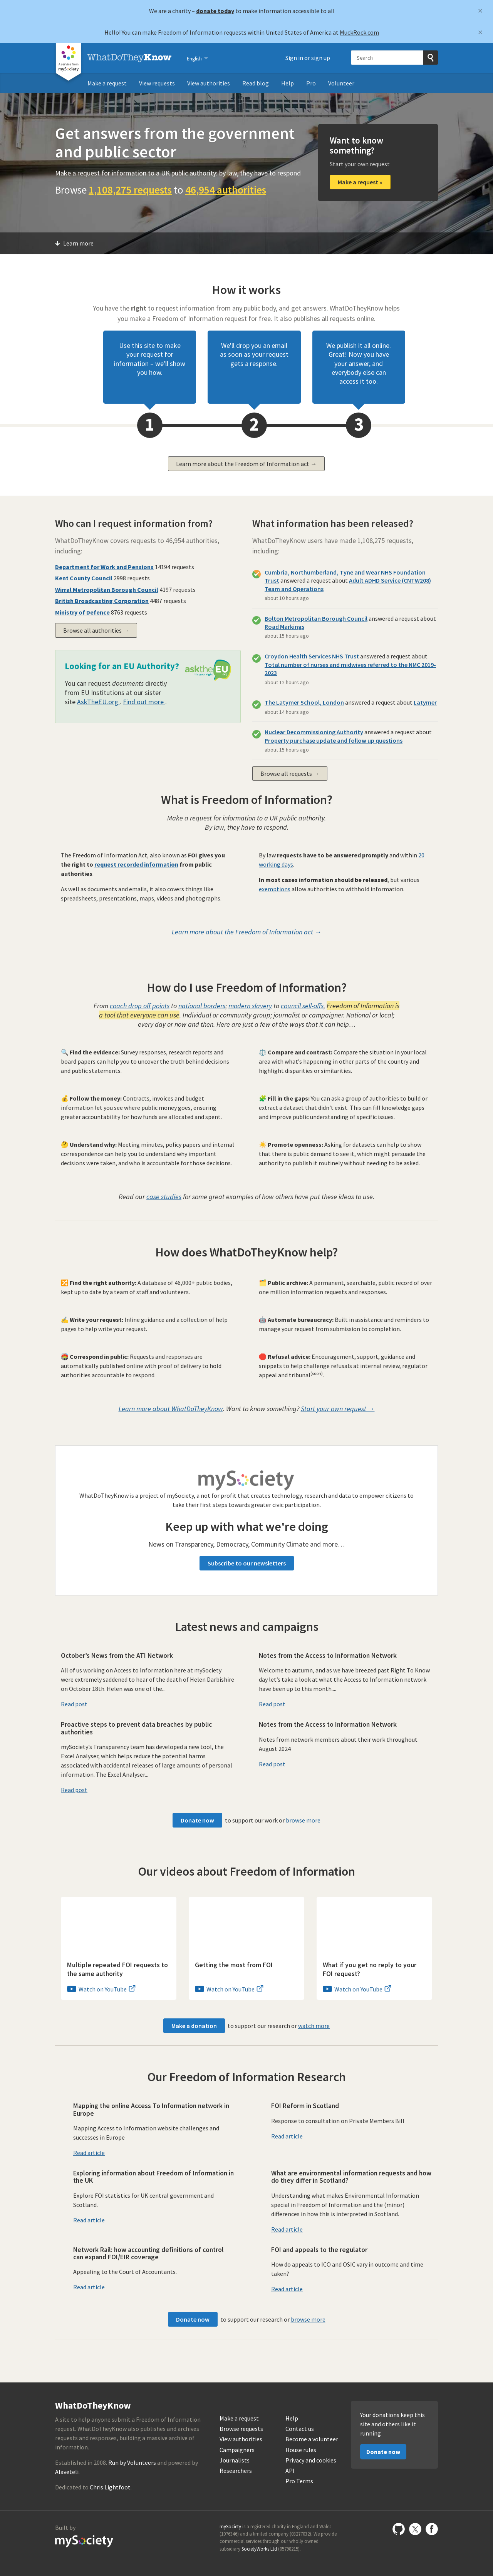 We are a charity – donate today to make information accessible to all
×
Hello! You can make Freedom of Information requests within United States of America at MuckRock.com
×
A service from
mySociety
WhatDoTheyKnow
English
Sign in or sign up
Search
Make a request
View requests
View authorities
Read blog
Help
Pro
Volunteer
Get answers from the government
and public sector
Make a request for information to a UK public authority: by law, they have to respond
Browse 1,108,275 requests to 46,954 authorities
Want to know
something?
Start your own request
Make a request »
Learn more
How it works
You have the right to request information from any public body, and get answers. WhatDoTheyKnow helps
you make a Freedom of Information request for free. It also publishes all requests online.
Use this site to make
your request for
information – we'll show
you how.
We'll drop you an email
as soon as your request
gets a response.
We publish it all online.
Great! Now you have
your answer, and
everybody else can
access it too.
1
2
3
Learn more about the Freedom of Information act →
Who can I request information from?
WhatDoTheyKnow covers requests to 46,954 authorities,
including:
Department for Work and Pensions 14194 requests
Kent County Council 2998 requests
Wirral Metropolitan Borough Council 4197 requests
British Broadcasting Corporation 4487 requests
Ministry of Defence 8763 requests
Browse all authorities →
Looking for an EU Authority?
You can request documents directly
from EU Institutions at our sister
site AskTheEU.org . Find out more .
asktheEU
What information has been released?
WhatDoTheyKnow users have made 1,108,275 requests,
including:
Cumbria, Northumberland, Tyne and Wear NHS Foundation
Trust answered a request about Adult ADHD Service (CNTW208)
Team and Operations
about 10 hours ago
Bolton Metropolitan Borough Council answered a request about
Road Markings
about 15 hours ago
Croydon Health Services NHS Trust answered a request about
Total number of nurses and midwives referred to the NMC 2019-
2023
about 12 hours ago
The Latymer School, London answered a request about Latymer
about 14 hours ago
Nuclear Decommissioning Authority answered a request about
Property purchase update and follow up questions
about 15 hours ago
Browse all requests →
What is Freedom of Information?
Make a request for information to a UK public authority.
By law, they have to respond.
The Freedom of Information Act, also known as FOI gives you
the right to request recorded information from public
authorities.
As well as documents and emails, it also covers things like
spreadsheets, presentations, maps, videos and photographs.
By law requests have to be answered promptly and within 20
working days.
In most cases information should be released, but various
exemptions allow authorities to withhold information.
Learn more about the Freedom of Information act →
How do I use Freedom of Information?
From coach drop off points to national borders; modern slavery to council sell-offs, Freedom of Information is
a tool that everyone can use. Individual or community group; journalist or campaigner. National or local;
every day or now and then. Here are just a few of the ways that it can help…
🔍 Find the evidence: Survey responses, research reports and
board papers can help you to uncover the truth behind decisions
and public statements.
⚖️ Compare and contrast: Compare the situation in your local
area with what's happening in other parts of the country and
highlight disparities or similarities.
💰 Follow the money: Contracts, invoices and budget
information let you see where public money goes, ensuring
greater accountability for how funds are allocated and spent.
🧩 Fill in the gaps: You can ask a group of authorities to build or
extract a dataset that didn't exist. This can fill knowledge gaps
and improve public understanding of specific issues.
🤔 Understand why: Meeting minutes, policy papers and internal
correspondence can help you to understand why important
decisions were taken, and who is accountable for those decisions.
☀️ Promote openness: Asking for datasets can help to show
that there is public demand to see it, which might persuade the
authority to publish it routinely without needing to be asked.
Read our case studies for some great examples of how others have put these ideas to use.
How does WhatDoTheyKnow help?
🔀 Find the right authority: A database of 46,000+ public bodies,
kept up to date by a team of staff and volunteers.
🗂️ Public archive: A permanent, searchable, public record of over
one million information requests and responses.
✍️ Write your request: Inline guidance and a collection of help
pages to help write your request.
🤖 Automate bureaucracy: Built in assistance and reminders to
manage your request from submission to completion.
Correspond in public: Requests and responses are
automatically published online with proof of delivery to hold
authorities accountable to respond.
🛑 Refusal advice: Encouragement, support, guidance and
snippets to help challenge refusals at internal review, regulator
appeal and tribunal(soon).
Learn more about WhatDoTheyKnow. Want to know something? Start your own request →
mySociety
WhatDoTheyKnow is a project of mySociety, a not for profit that creates technology, research and data to empower citizens to
take their first steps towards greater civic participation.
Keep up with what we're doing
News on Transparency, Democracy, Community Climate and more…
Subscribe to our newsletters
Latest news and campaigns
October's News from the ATI Network
All of us working on Access to Information here at mySociety
were extremely saddened to hear of the death of Helen Darbishire
on October 18th. Helen was one of the...
Read post
Notes from the Access to Information Network
Welcome to autumn, and as we have breezed past Right To Know
day let's take a look at what the Access to Information network
have been up to this month....
Read post
Proactive steps to prevent data breaches by public
authorities
mySociety's Transparency team has developed a new tool, the
Excel Analyser, which helps reduce the potential harms
associated with accidental releases of large amounts of personal
information. The Excel Analyser...
Read post
Notes from the Access to Information Network
Notes from network members about their work throughout
August 2024
Read post
Donate now to support our work or browse more
Our videos about Freedom of Information
Multiple repeated FOI requests to
the same authority
Watch on YouTube
Getting the most from FOI
Watch on YouTube
What if you get no reply to your
FOI request?
Watch on YouTube
Make a donation to support our research or watch more
Our Freedom of Information Research
Mapping the online Access To Information network in
Europe
Mapping Access to Information website challenges and
successes in Europe
Read article
FOI Reform in Scotland
Response to consultation on Private Members Bill
Read article
Exploring information about Freedom of Information in
the UK
Explore FOI statistics for UK central government and
Scotland.
Read article
What are environmental information requests and how
do they differ in Scotland?
Understanding what makes Environmental Information
special in Freedom of Information and the (minor)
differences in how this is interpreted in Scotland.
Read article
Network Rail: how accounting definitions of control
can expand FOI/EIR coverage
Appealing to the Court of Accountants.
Read article
FOI and appeals to the regulator
How do appeals to ICO and OSIC vary in outcome and time
taken?
Read article
Donate now to support our research or browse more
WhatDoTheyKnow
A site to help anyone submit a Freedom of Information
request. WhatDoTheyKnow also publishes and archives
requests and responses, building a massive archive of
information.
Established in 2008. Run by Volunteers and powered by
Alaveteli.
Dedicated to Chris Lightfoot.
Make a request
Browse requests
View authorities
Campaigners
Journalists
Researchers
Help
Contact us
Become a volunteer
House rules
Privacy and cookies
API
Pro Terms
Your donations keep this
site and others like it
running
Donate now
Built by
mySociety
mySociety is a registered charity in England and Wales
(1076346) and a limited company (03277032). We provide
commercial services through our wholly owned
subsidiary SocietyWorks Ltd (05798215).